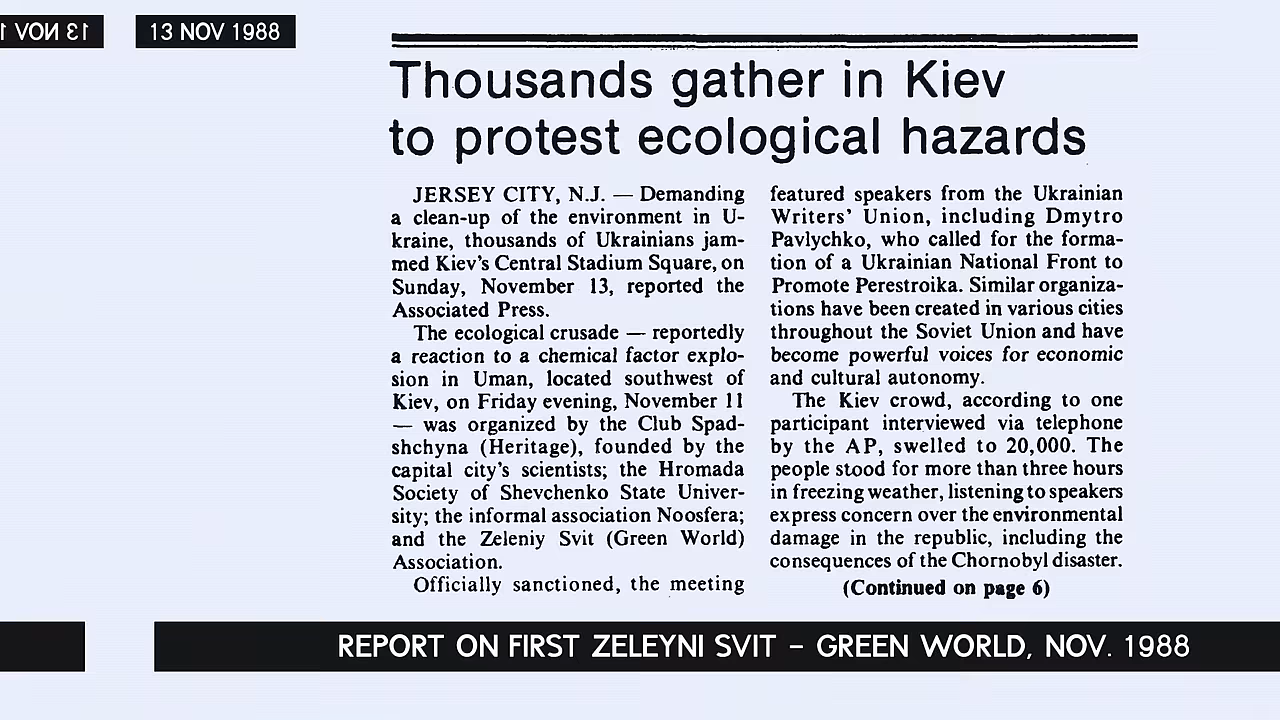 13 NOV 1
13 NOV 1988
Thousands gather in Kiev
to protest ecological hazards
JERSEY CITY, N.J. — Demanding
a clean-up of the environment in U-
kraine, thousands of Ukrainians jam-
med Kiev's Central Stadium Square, on
Sunday, November 13, reported the
Associated Press.
The ecological crusade — reportedly
a reaction to a chemical factor explo-
sion in Uman, located southwest of
Kiev, on Friday evening, November 11
— was organized by the Club Spad-
shchyna (Heritage), founded by the
capital city's scientists; the Hromada
Society of Shevchenko State Univer-
sity; the informal association Noosfera;
and the Zeleniy Svit (Green World)
Association.
Officially sanctioned, the meeting
featured speakers from the Ukrainian
Writers' Union, including Dmytro
Pavlychko, who called for the forma-
tion of a Ukrainian National Front to
Promote Perestroika. Similar organiza-
tions have been created in various cities
throughout the Soviet Union and have
become powerful voices for economic
and cultural autonomy.
The Kiev crowd, according to one
participant interviewed via telephone
by the AP, swelled to 20,000. The
people stood for more than three hours
in freezing weather, listening to speakers
express concern over the environmental
damage in the republic, including the
consequences of the Chornobyl disaster.
(Continued on page 6)
REPORT ON FIRST ZELEYNI SVIT – GREEN WORLD, NOV. 1988